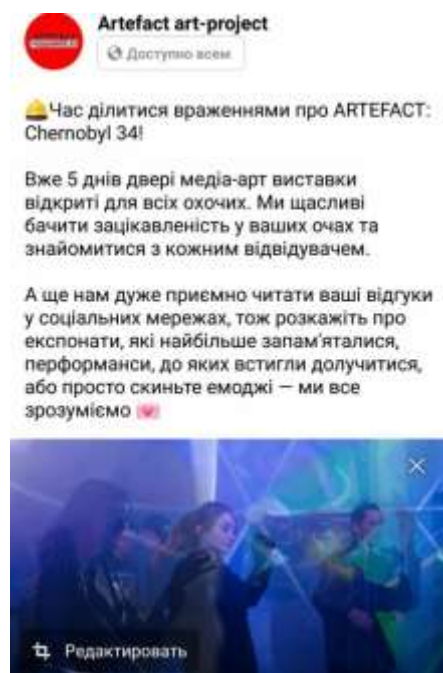 Artefact art-project
Доступно всем
Час ділитися враженнями про ARTEFACT:
Chernobyl 34!
Вже 5 днів двері медіа-арт виставки
відкриті для всіх охочих. Ми щасливі
бачити зацікавленість у ваших очах та
знайомитися з кожним відвідувачем.
А ще нам дуже приємно читати ваші відгуки
у соціальних мережах, тож розкажіть про
експонати, які найбільше запам'яталися,
перформанси, до яких встигли долучитися,
або просто скиньте емоджі — ми все
зрозуміємо
Редактировать